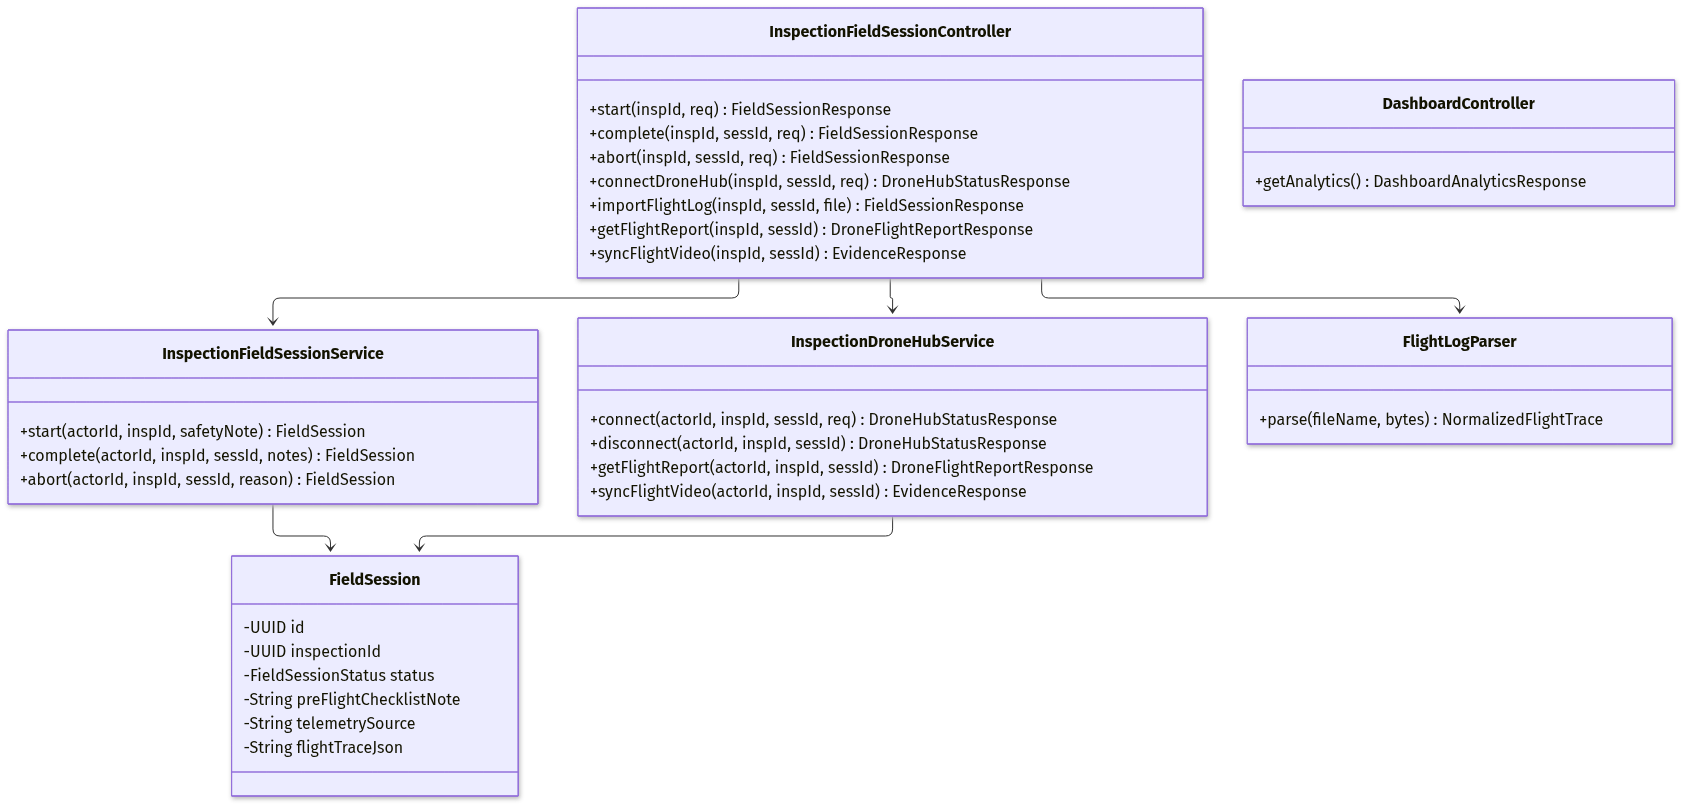 InspectionFieldSessionController
+start(inspId, req) : FieldSessionResponse
+complete(inspId, sessId, req) : FieldSessionResponse
+abort(inspId, sessId, req) : FieldSessionResponse
+connectDroneHub(inspId, sessId, req) : DroneHubStatusResponse
+importFlightLog(inspId, sessId, file) : FieldSessionResponse
+getFlightReport(inspId, sessId) : DroneFlightReportResponse
+syncFlightVideo(inspId, sessId) : EvidenceResponse
DashboardController
+getAnalytics() : DashboardAnalyticsResponse
InspectionFieldSessionService
+start(actorId, inspId, safetyNote) : FieldSession
+complete(actorId, inspId, sessId, notes) : FieldSession
+abort(actorId, inspId, sessId, reason) : FieldSession
InspectionDroneHubService
+connect(actorId, inspId, sessId, req) : DroneHubStatusResponse
+disconnect(actorId, inspId, sessId) : DroneHubStatusResponse
+getFlightReport(actorId, inspId, sessId) : DroneFlightReportResponse
+syncFlightVideo(actorId, inspId, sessId) : EvidenceResponse
FlightLogParser
+parse(fileName, bytes) : NormalizedFlightTrace
FieldSession
-UUID id
-UUID inspectionId
-FieldSessionStatus status
-String preFlightChecklistNote
-String telemetrySource
-String flightTraceJson